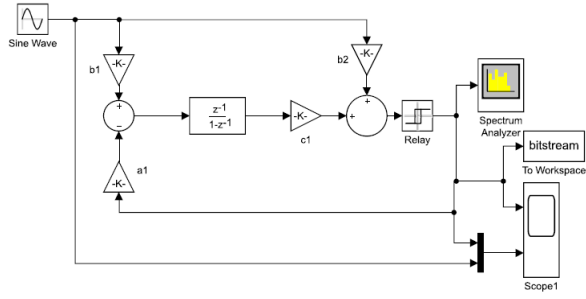 Sine Wave
b1
-K-
b2
-K-
+
−
z-1
1-z-1
-K-
c1
+
+
Relay
Spectrum
Analyzer
bitstream
To Workspace
a1
-K-
Scope1